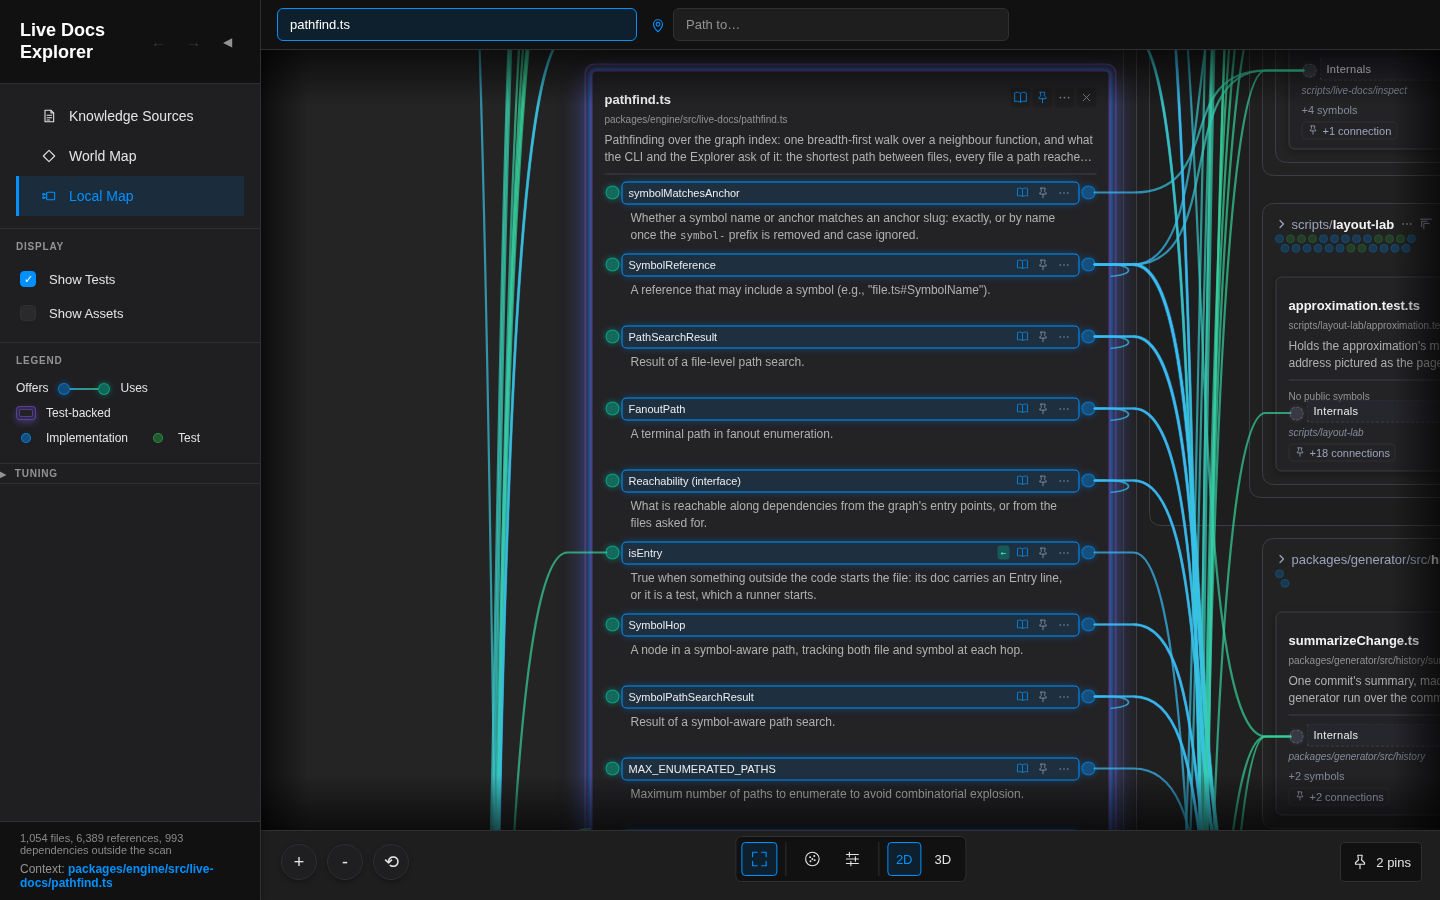 Live Docs
Explorer
Knowledge Sources
World Map
Local Map
DISPLAY
Show Tests
Show Assets
LEGEND
Offers
Uses
Test-backed
Implementation
Test
TUNING
1,054 files, 6,389 references, 993
dependencies outside the scan
Context: packages/engine/src/live-
docs/pathfind.ts
pathfind.ts
Path to…
pathfind.ts
packages/engine/src/live-docs/pathfind.ts
Pathfinding over the graph index: one breadth-first walk over a neighbour function, and what
the CLI and the Explorer ask of it: the shortest path between files, every file a path reache…
symbolMatchesAnchor
Whether a symbol name or anchor matches an anchor slug: exactly, or by name
once the symbol- prefix is removed and case ignored.
SymbolReference
A reference that may include a symbol (e.g., "file.ts#SymbolName").
PathSearchResult
Result of a file-level path search.
FanoutPath
A terminal path in fanout enumeration.
Reachability (interface)
What is reachable along dependencies from the graph's entry points, or from the
files asked for.
isEntry
True when something outside the code starts the file: its doc carries an Entry line,
or it is a test, which a runner starts.
SymbolHop
A node in a symbol-aware path, tracking both file and symbol at each hop.
SymbolPathSearchResult
Result of a symbol-aware path search.
MAX_ENUMERATED_PATHS
Maximum number of paths to enumerate to avoid combinatorial explosion.
Internals
scripts/live-docs/inspect
+4 symbols
+1 connection
scripts/layout-lab
approximation.test.ts
scripts/layout-lab/approximation.te
Holds the approximation's m
address pictured as the page
No public symbols
Internals
scripts/layout-lab
+18 connections
packages/generator/src/h
summarizeChange.ts
packages/generator/src/history/su
One commit's summary, mad
generator run over the comm
Internals
packages/generator/src/history
+2 symbols
+2 connections
+
-
2D
3D
2 pins